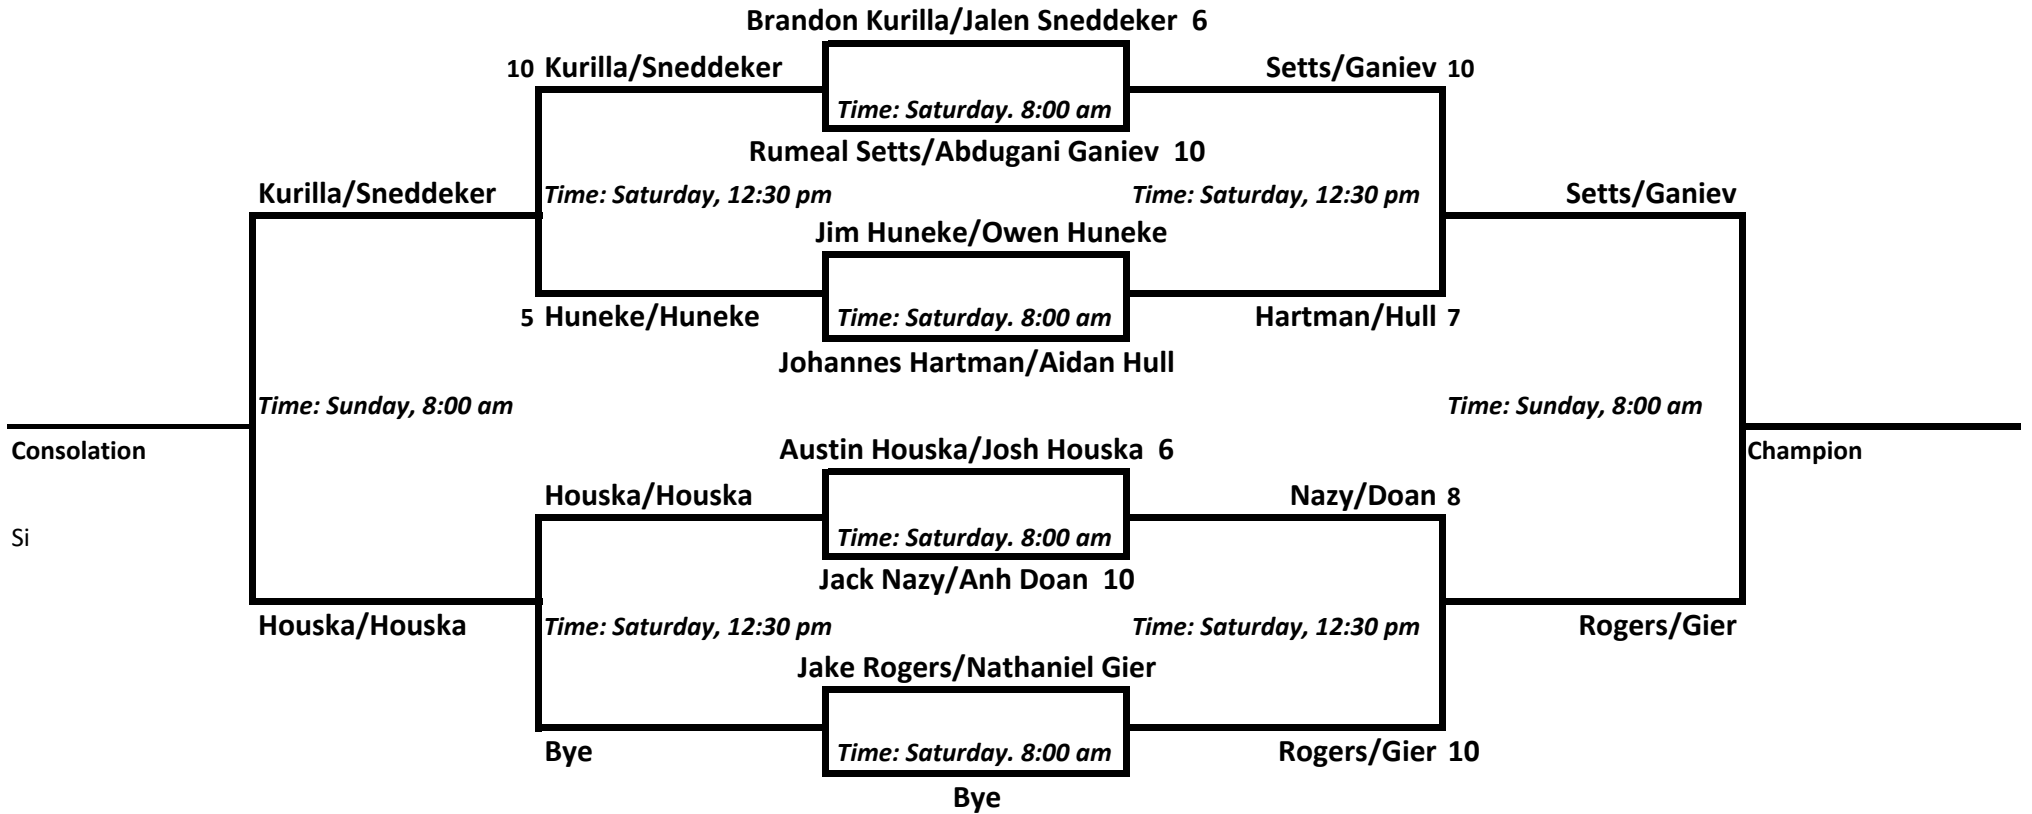 Brandon Kurilla/Jalen Sneddeker 6
10 Kurilla/Sneddeker
Setts/Ganiev 10
Time: Saturday. 8:00 am
Rumeal Setts/Abdugani Ganiev 10
Kurilla/Sneddeker
Time: Saturday, 12:30 pm
Time: Saturday, 12:30 pm
Setts/Ganiev
Jim Huneke/Owen Huneke
5 Huneke/Huneke
Time: Saturday. 8:00 am
Hartman/Hull 7
Johannes Hartman/Aidan Hull
Time: Sunday, 8:00 am
Time: Sunday, 8:00 am
Consolation
Austin Houska/Josh Houska 6
Champion
Houska/Houska
Nazy/Doan 8
Si
Time: Saturday. 8:00 am
Jack Nazy/Anh Doan 10
Houska/Houska
Time: Saturday, 12:30 pm
Time: Saturday, 12:30 pm
Rogers/Gier
Jake Rogers/Nathaniel Gier
Bye
Time: Saturday. 8:00 am
Rogers/Gier 10
Bye